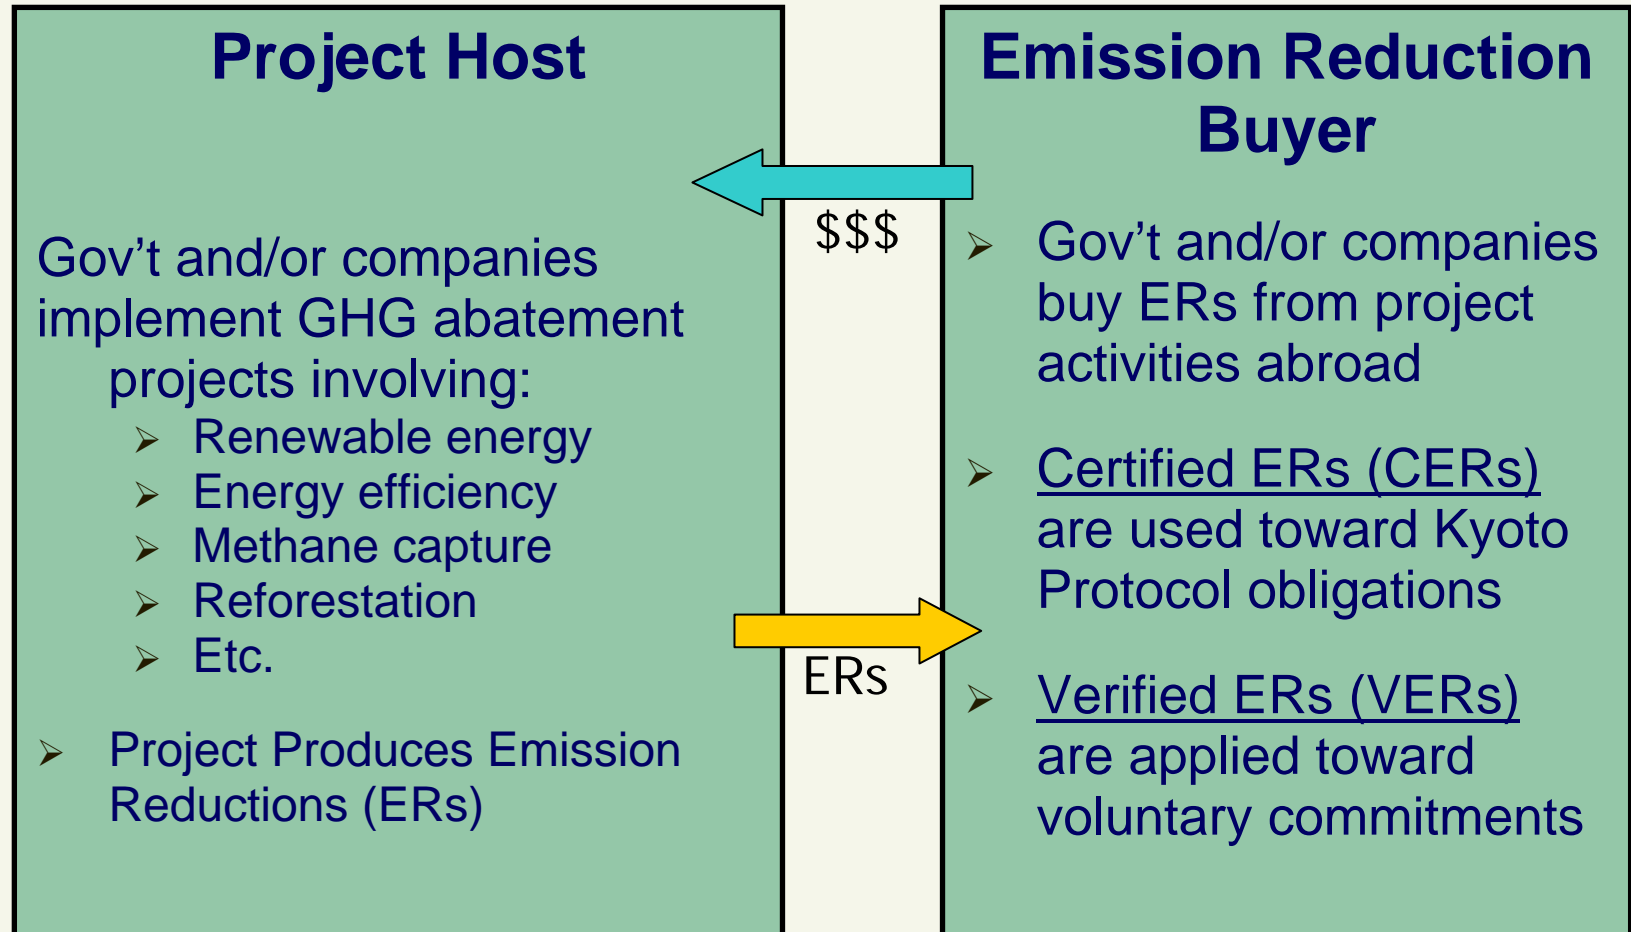 Project Host
Gov’t and/or companies
implement GHG abatement
projects involving:
➢ Renewable energy
➢ Energy efficiency
➢ Methane capture
➢ Reforestation
➢ Etc.
➢ Project Produces Emission
Reductions (ERs)
$$$
ERs
Emission Reduction
Buyer
➢ Gov’t and/or companies
buy ERs from project
activities abroad
➢ Certified ERs (CERs)
are used toward Kyoto
Protocol obligations
➢ Verified ERs (VERs)
are applied toward
voluntary commitments